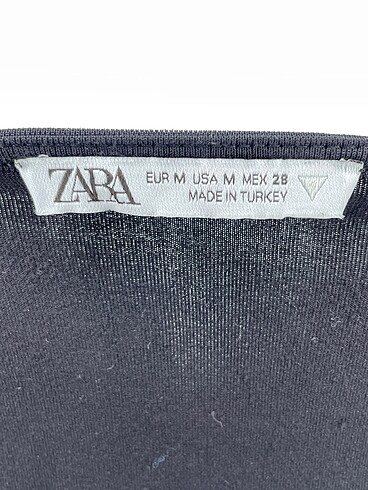 ZARA
EUR M USA M MEX 28
MADE IN TURKEY